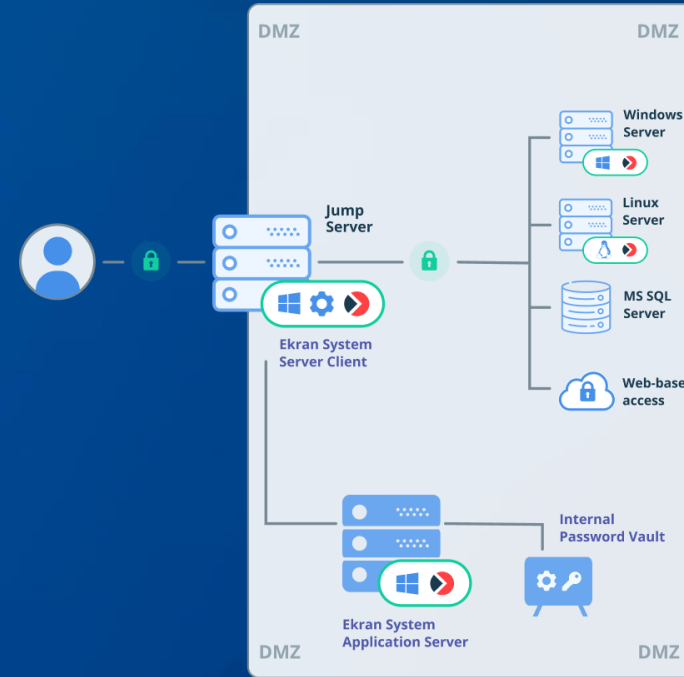 DMZ
DMZ
Windows
Server
Jump
Server
Linux
Server
MS SQL
Server
Ekran System
Server Client
Web-base
access
Internal
Password Vault
Ekran System
Application Server
DMZ
DMZ